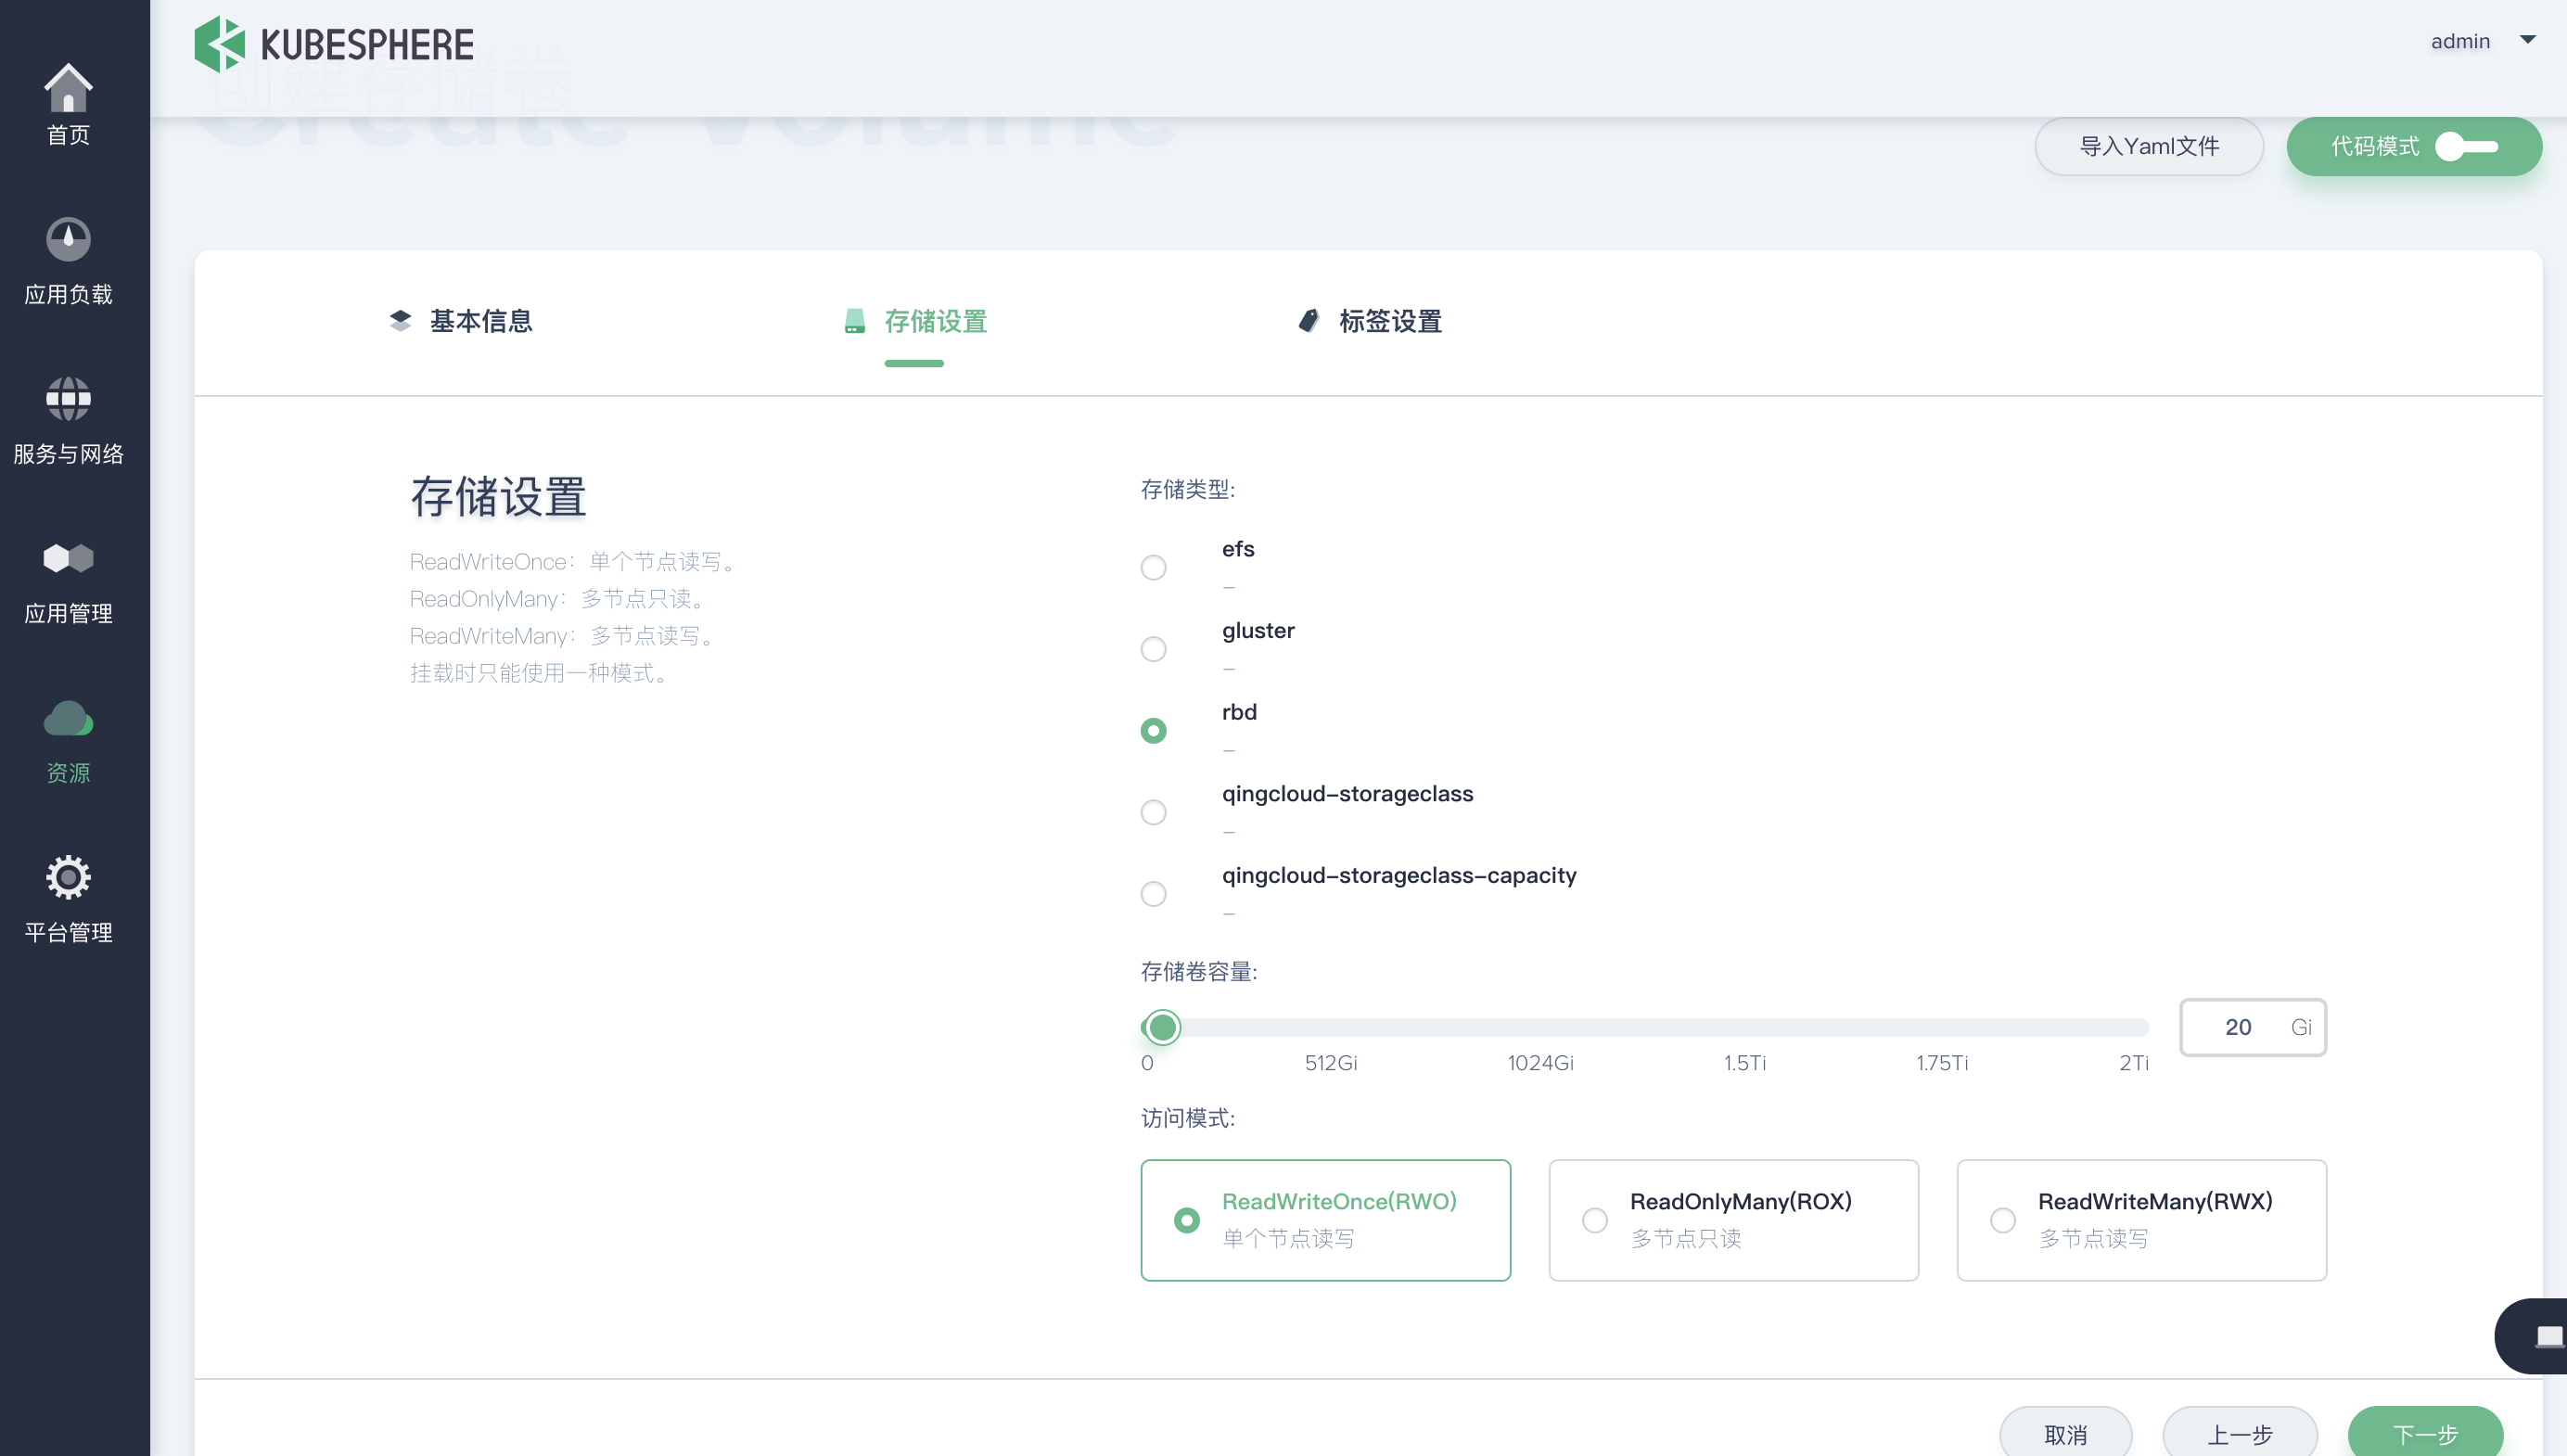 KUBESPHERE
admin
创建存储卷
Create Volume
导入Yaml文件
代码模式
首页
应用负载
服务与网络
应用管理
资源
平台管理
基本信息
存储设置
标签设置
存储设置
ReadWriteOnce：单个节点读写。
ReadOnlyMany：多节点只读。
ReadWriteMany：多节点读写。
挂载时只能使用一种模式。
存储类型:
efs
–
gluster
–
rbd
–
qingcloud-storageclass
–
qingcloud-storageclass-capacity
–
存储卷容量:
20 Gi
0 512Gi 1024Gi 1.5Ti 1.75Ti 2Ti
访问模式:
ReadWriteOnce(RWO)
单个节点读写
ReadOnlyMany(ROX)
多节点只读
ReadWriteMany(RWX)
多节点读写
取消
上一步
下一步